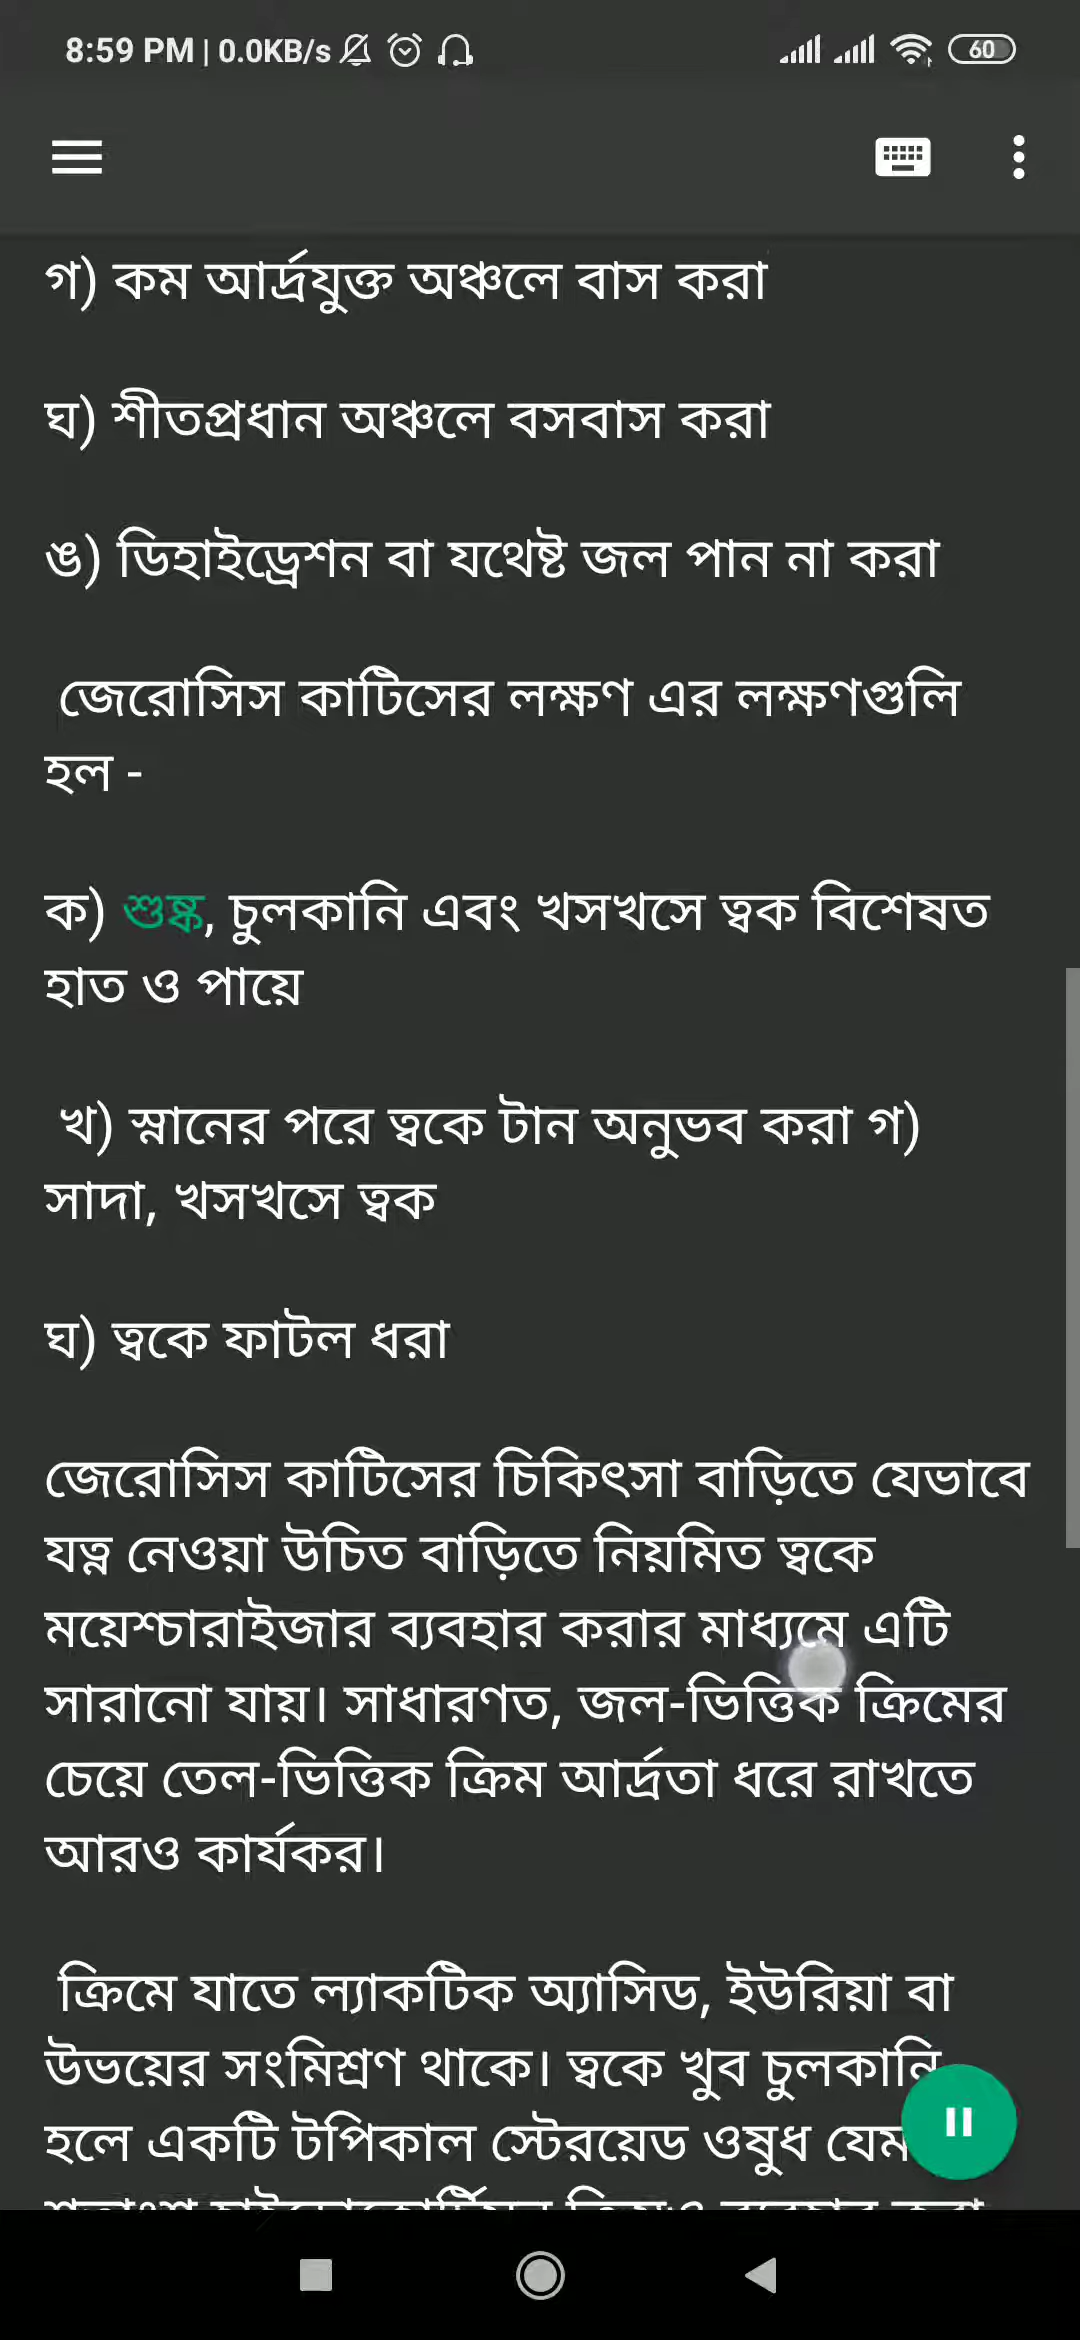 8:59 PM | 0.0KB/s
60
গ) কম আর্দ্রযুক্ত অঞ্চলে বাস করা
ঘ) শীতপ্রধান অঞ্চলে বসবাস করা
ঙ) ডিহাইড্রেশন বা যথেষ্ট জল পান না করা
জেরোসিস কাটিসের লক্ষণ এর লক্ষণগুলি
হল -
ক) শুষ্ক, চুলকানি এবং খসখসে ত্বক বিশেষত
হাত ও পায়ে
খ) স্নানের পরে ত্বকে টান অনুভব করা গ)
সাদা, খসখসে ত্বক
ঘ) ত্বকে ফাটল ধরা
জেরোসিস কাটিসের চিকিৎসা বাড়িতে যেভাবে
যত্ন নেওয়া উচিত বাড়িতে নিয়মিত ত্বকে
ময়েশ্চারাইজার ব্যবহার করার মাধ্যমে এটি
সারানো যায়। সাধারণত, জল-ভিত্তিক ক্রিমের
চেয়ে তেল-ভিত্তিক ক্রিম আর্দ্রতা ধরে রাখতে
আরও কার্যকর।
ক্রিমে যাতে ল্যাকটিক অ্যাসিড, ইউরিয়া বা
উভয়ের সংমিশ্রণ থাকে। ত্বকে খুব চুলকানি
হলে একটি টপিকাল স্টেরয়েড ওষুধ যেম